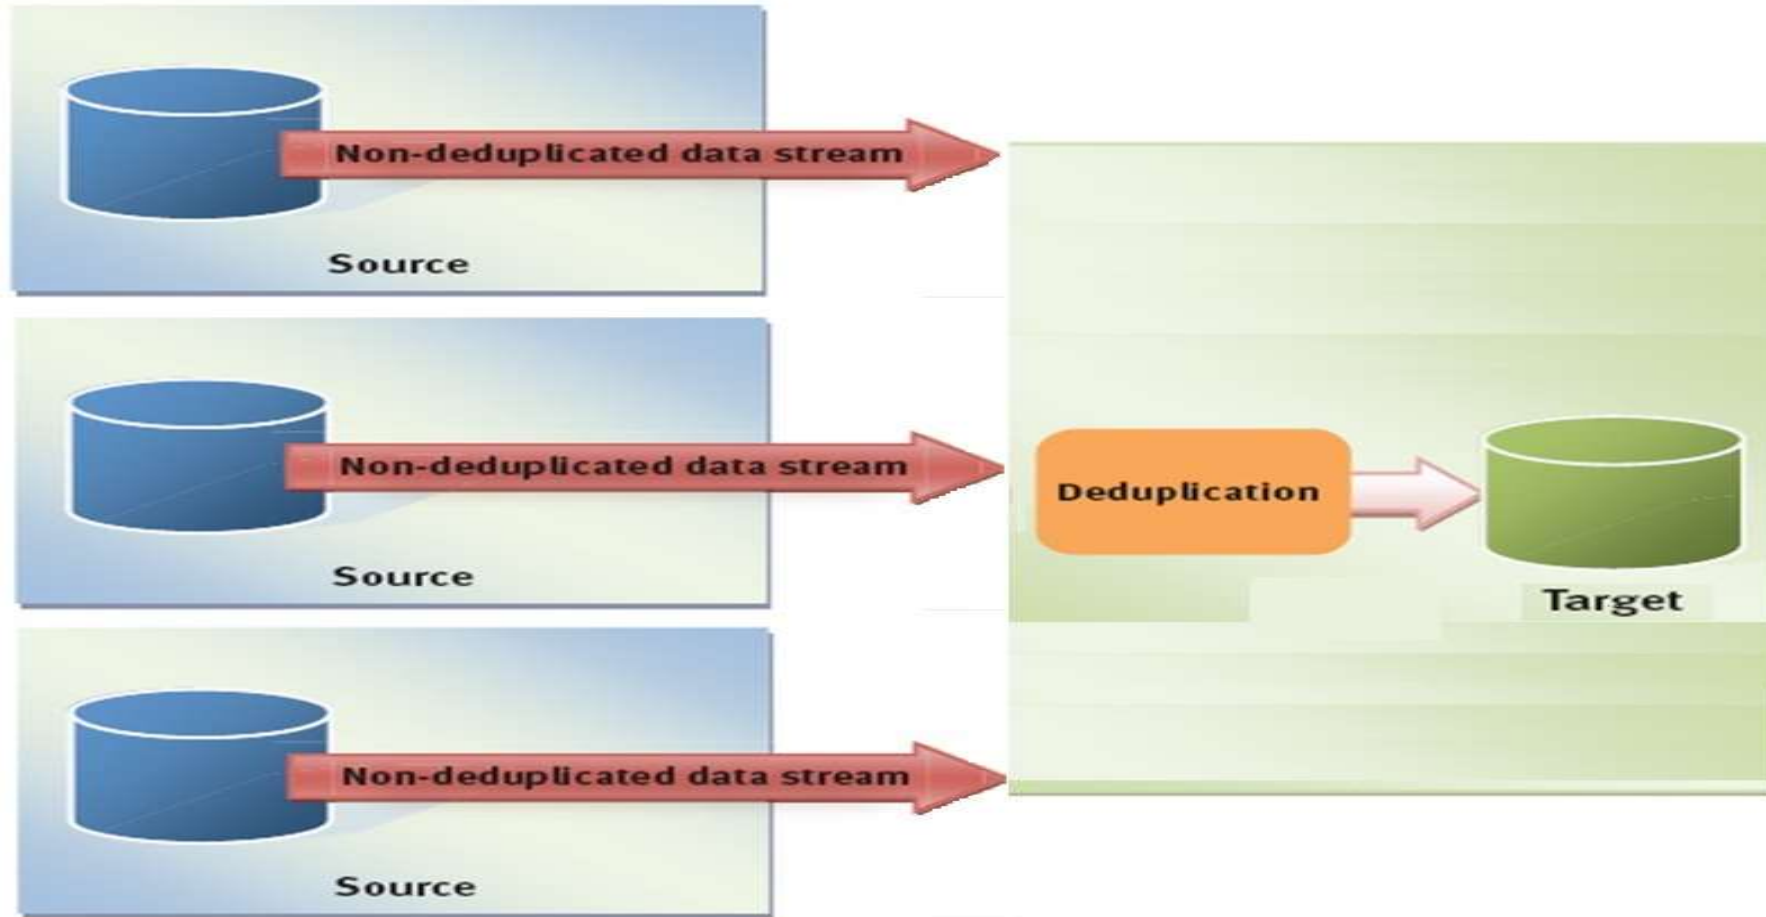 Non-deduplicated data stream
Source
Non-deduplicated data stream
Source
Non-deduplicated data stream
Source
Deduplication
Target